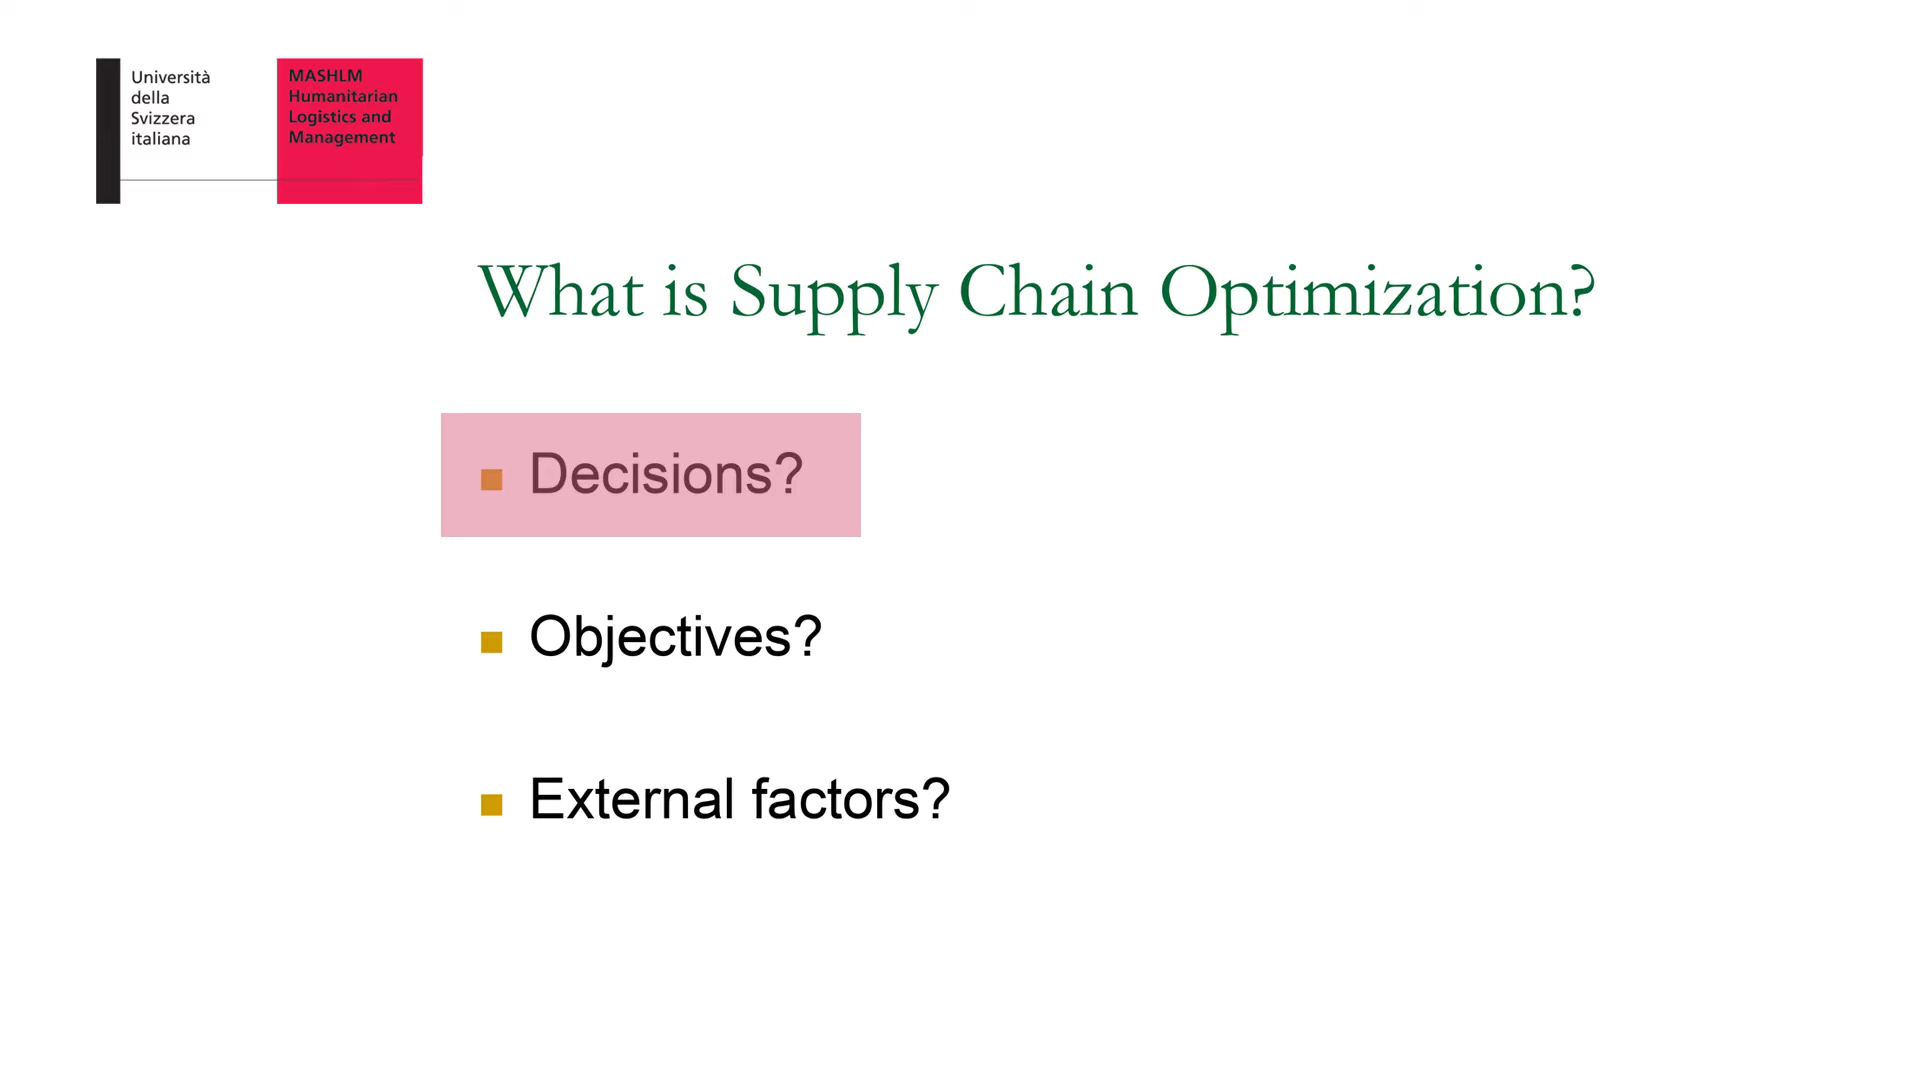 Università
della
Svizzera
italiana
MASHLM
Humanitarian
Logistics and
Management
What is Supply Chain Optimization?
Decisions?
Objectives?
External factors?